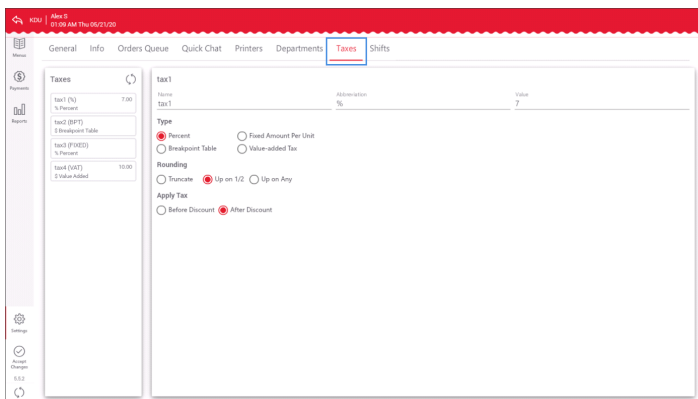 KDU
Alex S
01:09 AM Thu 05/21/20
Menus
Payments
Reports
Settings
Accept
Changes
5.5.2
General Info Orders Queue Quick Chat Printers Departments Taxes Shifts
Taxes
tax1 (%) 7.00
% Percent
tax2 (BPT)
$ Breakpoint Table
tax3 (FIXED)
% Percent
tax4 (VAT) 10.00
$ Value Added
tax1
Name Abbreviation Value
tax1 % 7
Type
Percent Fixed Amount Per Unit
Breakpoint Table Value-added Tax
Rounding
Truncate Up on 1/2 Up on Any
Apply Tax
Before Discount After Discount